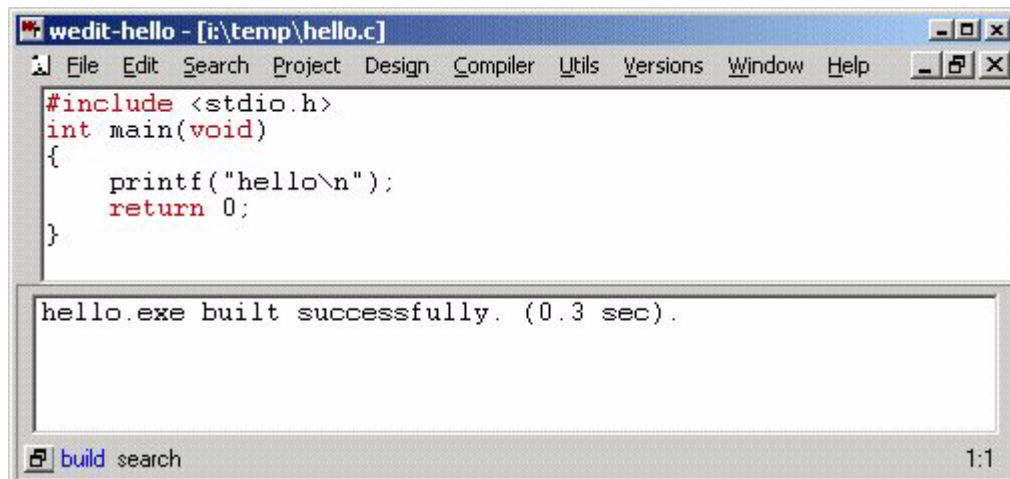 wedit-hello - [i:\temp\hello.c]
File Edit Search Project Design Compiler Utils Versions Window Help
#include <stdio.h>
int main(void)
{
printf("hello\n");
return 0;
}
hello.exe built successfully. (0.3 sec).
build search 1:1